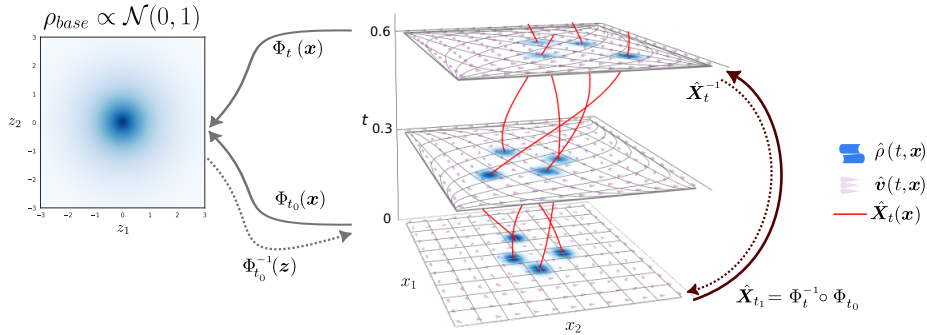 ρ_base ∝ 𝒩(0, 1)
3
2
1
0
−1
−2
−3
−3 −2 −1 0 1 2 3
z₂
z₁
Φ_t (x)
Φ_{t₀}(x)
Φ_{t₀}^{−1}(z)
0.6
t
0.3
0
x₁
x₂
X̂_t^{−1}
X̂_{t₁} = Φ_t^{−1} ∘ Φ_{t₀}
ρ̂ (t, x)
v̂ (t, x)
X̂_t(x)